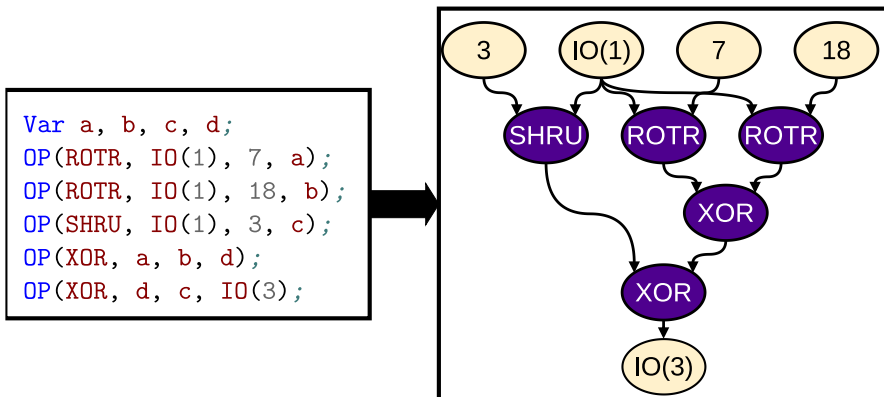 Var a, b, c, d;
OP(ROTR, IO(1), 7, a);
OP(ROTR, IO(1), 18, b);
OP(SHRU, IO(1), 3, c);
OP(XOR, a, b, d);
OP(XOR, d, c, IO(3);
3 IO(1) 7 18
SHRU ROTR ROTR
XOR
XOR
IO(3)